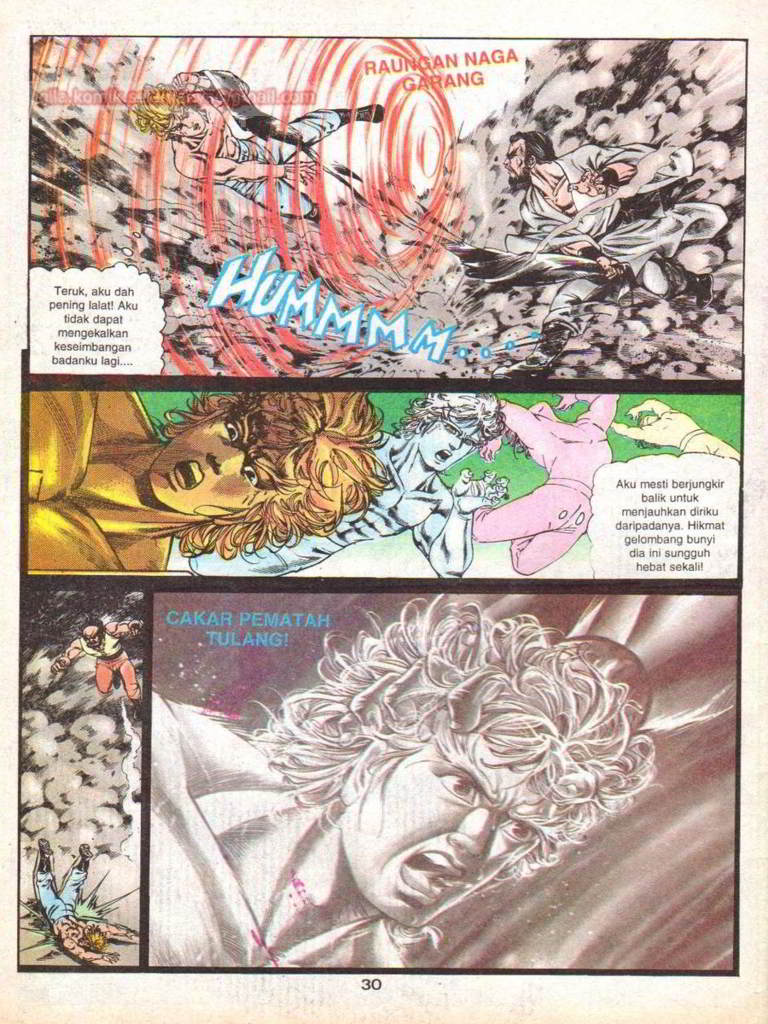 RAUNGAN NAGA
GARANG
HUMMMMM....
Teruk, aku dah
pening lalat! Aku
tidak dapat
mengekalkan
keseimbangan
badanku lagi....
Aku mesti berjungkir
balik untuk
menjauhkan diriku
daripadanya. Hikmat
gelombang bunyi
dia ini sungguh
hebat sekali!
CAKAR PEMATAH
TULANG!
30